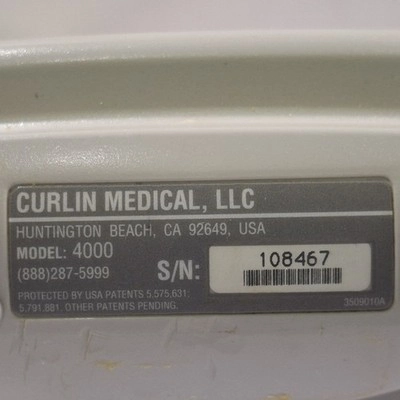 CURLIN MEDICAL, LLC
HUNTINGTON BEACH, CA 92649, USA
MODEL: 4000
(888)287-5999
S/N: 108467
PROTECTED BY USA PATENTS 5,575,631;
5,791,881. OTHER PATENTS PENDING.
3509010A